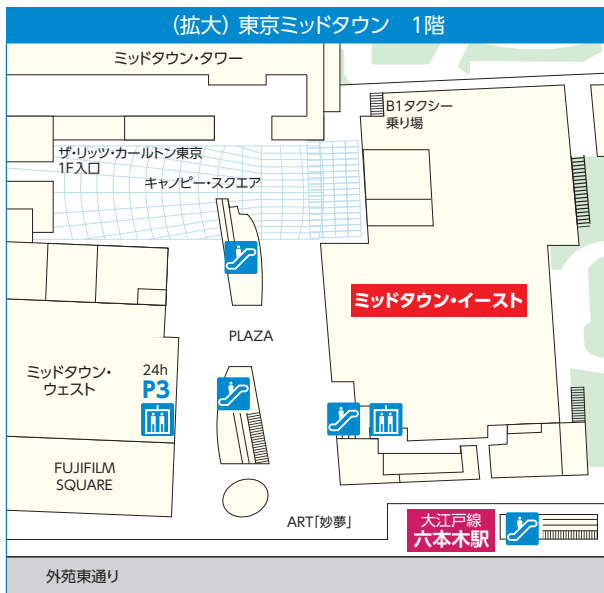 (拡大) 東京ミッドタウン 1階
ミッドタウン・タワー
B1タクシー
乗り場
ザ・リッツ・カールトン東京
1F入口
キャノピー・スクエア
ミッドタウン・イースト
PLAZA
ミッドタウン・
ウェスト
24h
P3
FUJIFILM
SQUARE
ART「妙夢」
大江戸線
六本木駅
外苑東通り